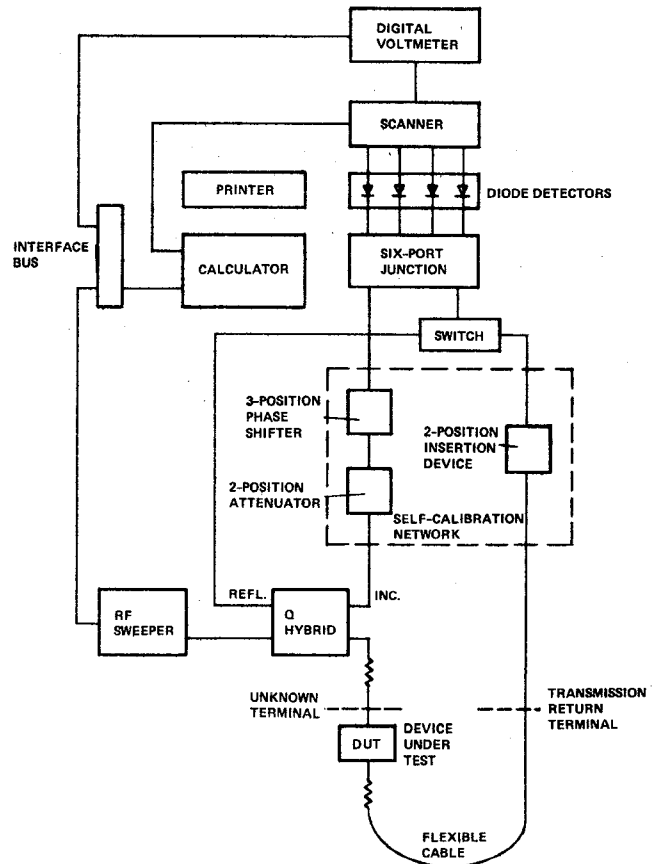 DIGITAL
VOLTMETER
SCANNER
PRINTER
DIODE DETECTORS
INTERFACE
BUS
CALCULATOR
SIX-PORT
JUNCTION
SWITCH
3-POSITION
PHASE
SHIFTER
2-POSITION
INSERTION
DEVICE
2-POSITION
ATTENUATOR
SELF-CALIBRATION
NETWORK
REFL.
INC.
RF
SWEEPER
Q
HYBRID
UNKNOWN
TERMINAL
TRANSMISSION
RETURN
TERMINAL
DUT
DEVICE
UNDER
TEST
FLEXIBLE
CABLE